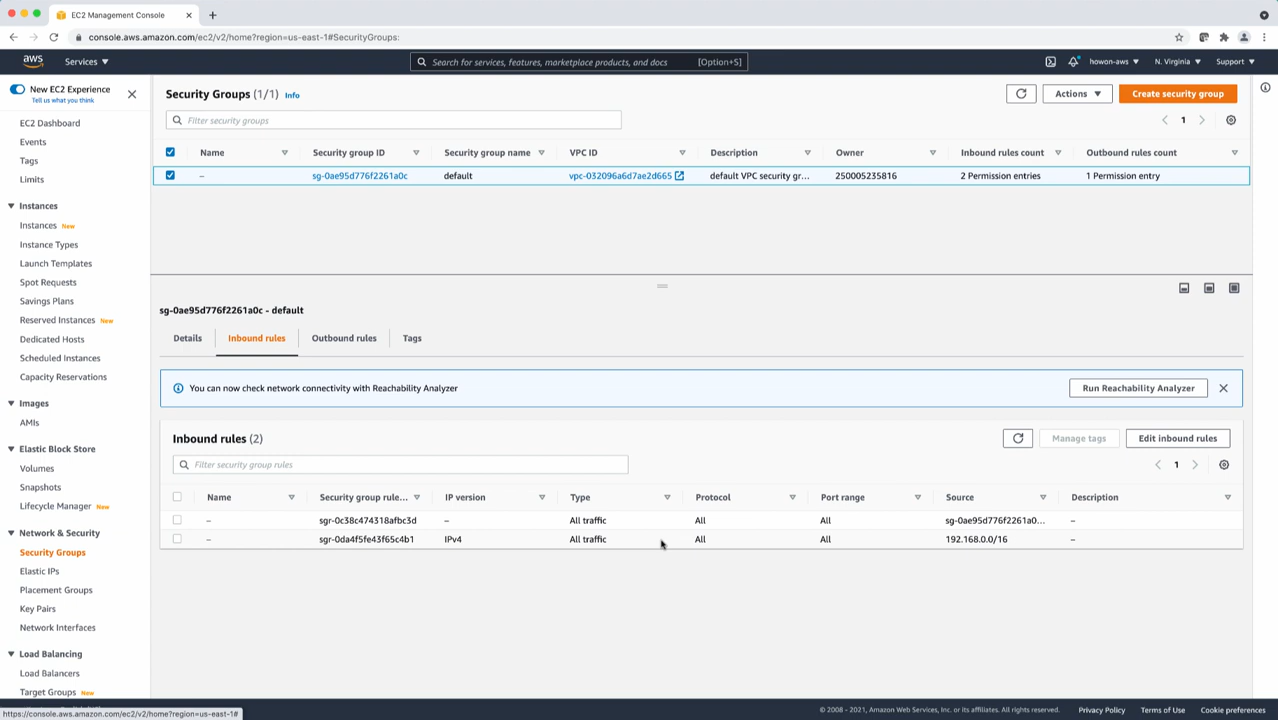 EC2 Management Console
console.aws.amazon.com/ec2/v2/home?region=us-east-1#SecurityGroups:
aws
Services
Search for services, features, marketplace products, and docs
[Option+S]
howon-aws
N. Virginia
Support
New EC2 Experience
Tell us what you think
EC2 Dashboard
Events
Tags
Limits
Instances
Instances New
Instance Types
Launch Templates
Spot Requests
Savings Plans
Reserved Instances New
Dedicated Hosts
Scheduled Instances
Capacity Reservations
Images
AMIs
Elastic Block Store
Volumes
Snapshots
Lifecycle Manager New
Network & Security
Security Groups
Elastic IPs
Placement Groups
Key Pairs
Network Interfaces
Load Balancing
Load Balancers
Target Groups New
https://console.aws.amazon.com/ec2/v2/home?region=us-east-1#
Security Groups (1/1) Info
Actions
Create security group
Filter security groups
1
Name Security group ID Security group name VPC ID Description Owner Inbound rules count Outbound rules count
– sg-0ae95d776f2261a0c default vpc-032096a6d7ae2d665 default VPC security gr... 250005235816 2 Permission entries 1 Permission entry
sg-0ae95d776f2261a0c - default
Details Inbound rules Outbound rules Tags
You can now check network connectivity with Reachability Analyzer
Run Reachability Analyzer
Inbound rules (2)
Manage tags
Edit inbound rules
Filter security group rules
1
Name Security group rule... IP version Type Protocol Port range Source Description
– sgr-0c38c474318afbc3d – All traffic All All sg-0ae95d776f2261a0... –
– sgr-0da4f5fe43f65c4b1 IPv4 All traffic All All 192.168.0.0/16 –
© 2008 - 2021, Amazon Web Services, Inc. or its affiliates. All rights reserved.
Privacy Policy
Terms of Use
Cookie preferences